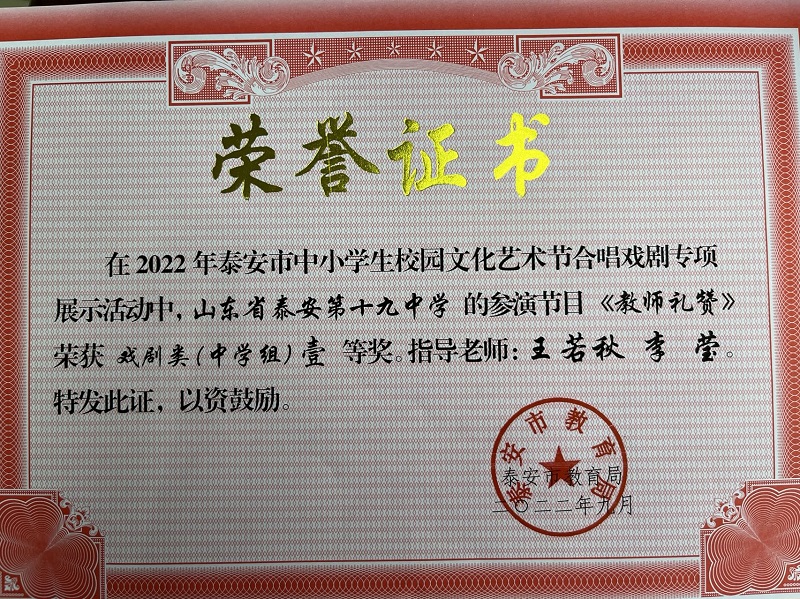 荣誉证书
在2022年泰安市中小学生校园文化艺术节合唱戏剧专项
展示活动中,山东省泰安第十九中学 的参演节目《教师礼赞》
荣获 戏剧类(中学组)壹 等奖。指导老师:王若秋 李 莹。
特发此证,以资鼓励。
泰安市教育局
泰安市教育局
二〇二二年九月